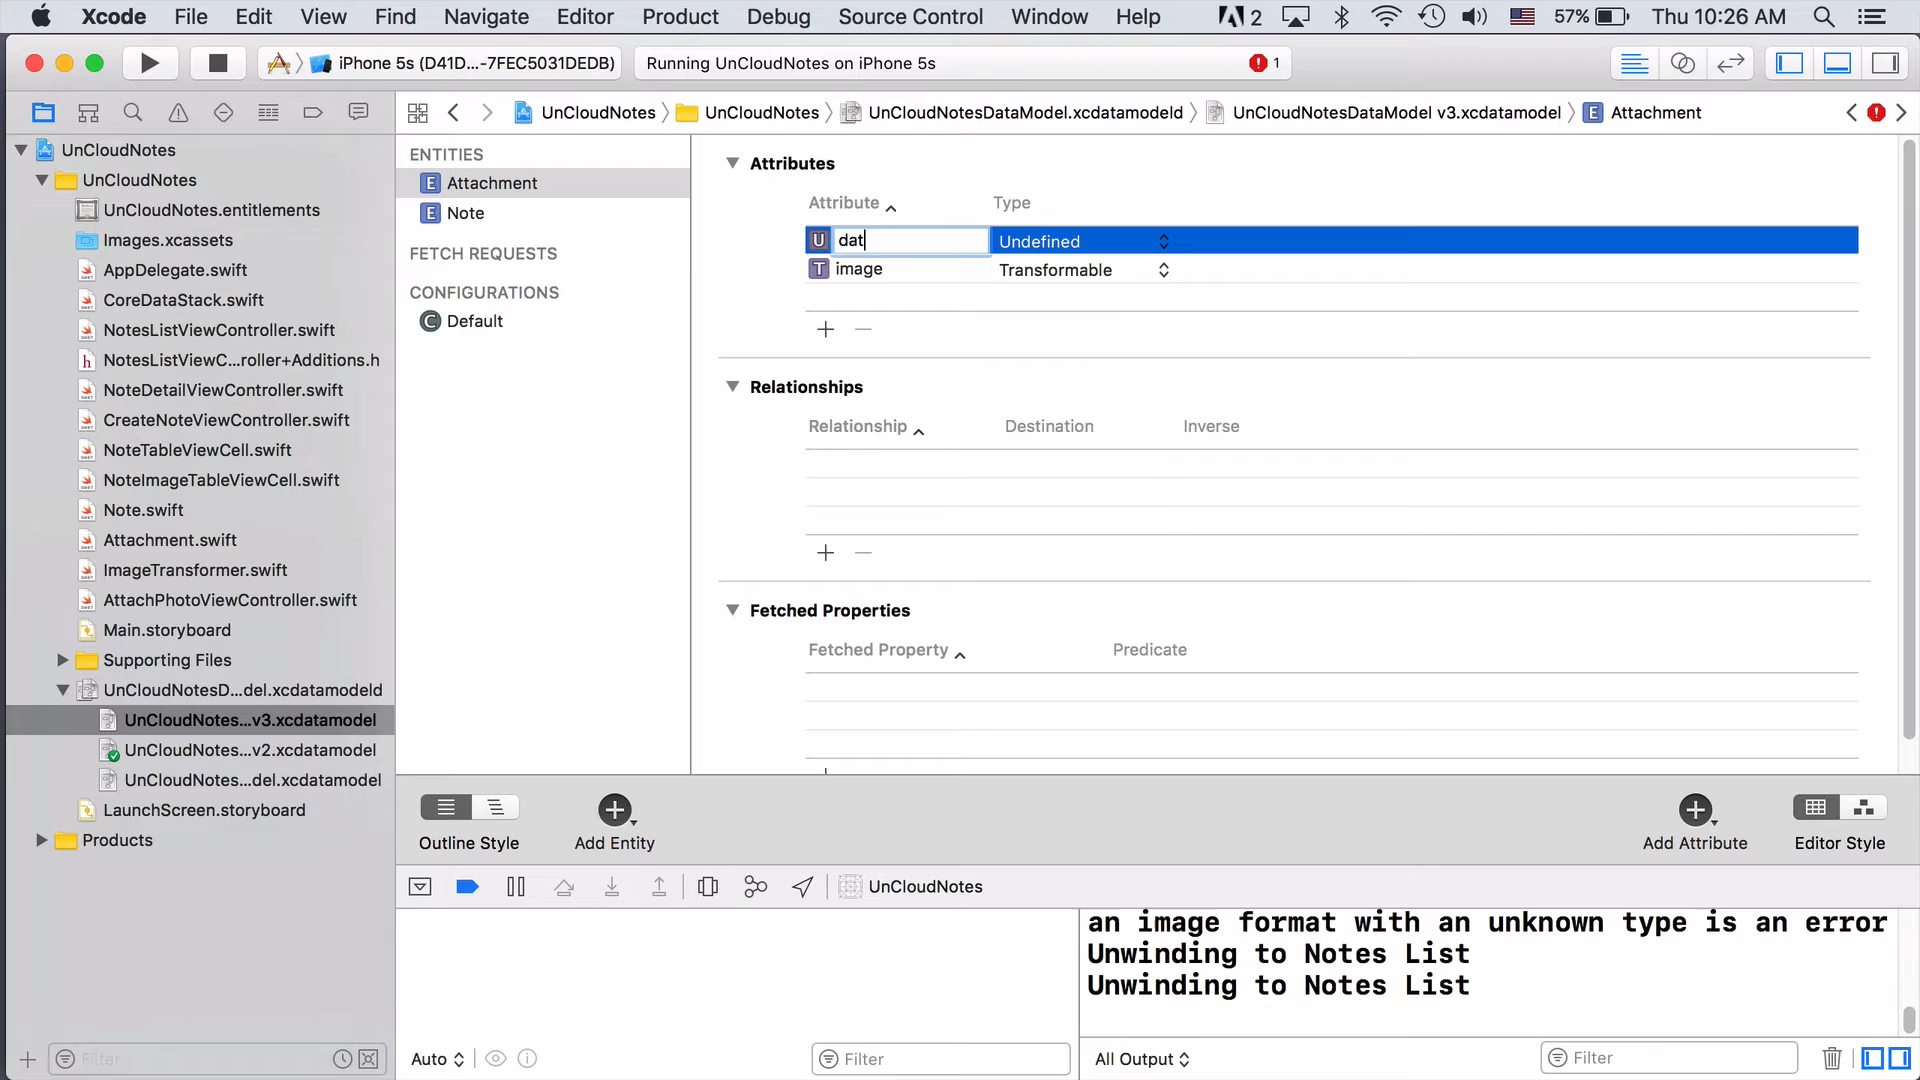 Xcode File Edit View Find Navigate Editor Product Debug Source Control Window Help 2 57% Thu 10:26 AM
iPhone 5s (D41D...-7FEC5031DEDB) Running UnCloudNotes on iPhone 5s 1
UnCloudNotes UnCloudNotes UnCloudNotesDataModel.xcdatamodeld UnCloudNotesDataModel v3.xcdatamodel E Attachment
UnCloudNotes
UnCloudNotes
UnCloudNotes.entitlements
Images.xcassets
AppDelegate.swift
CoreDataStack.swift
NotesListViewController.swift
h NotesListViewC...roller+Additions.h
NoteDetailViewController.swift
CreateNoteViewController.swift
NoteTableViewCell.swift
NoteImageTableViewCell.swift
Note.swift
Attachment.swift
ImageTransformer.swift
AttachPhotoViewController.swift
Main.storyboard
Supporting Files
UnCloudNotesD...del.xcdatamodeld
UnCloudNotes...v3.xcdatamodel
UnCloudNotes...v2.xcdatamodel
UnCloudNotes...del.xcdatamodel
LaunchScreen.storyboard
Products
Filter
ENTITIES
E Attachment
E Note
FETCH REQUESTS
CONFIGURATIONS
C Default
Attributes
Attribute Type
U dat Undefined
T image Transformable
Relationships
Relationship Destination Inverse
Fetched Properties
Fetched Property Predicate
Outline Style Add Entity Add Attribute Editor Style
UnCloudNotes
an image format with an unknown type is an error
Unwinding to Notes List
Unwinding to Notes List
Auto Filter All Output Filter